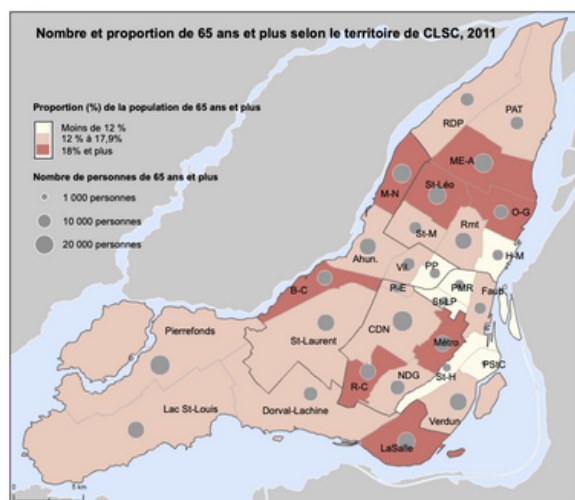 Nombre et proportion de 65 ans et plus selon le territoire de CLSC, 2011
Proportion (%) de la population de 65 ans et plus
Moins de 12 %
12 % à 17,9%
18% et plus
Nombre de personnes de 65 ans et plus
1 000 personnes
10 000 personnes
20 000 personnes
RDP
PAT
ME-A
M-N
St-Léo
O-G
St-M
Rmt
Ahun.
H-M
Vil.
PP
B-C
P-E
PMR
Faub.
St-LP
Pierrefonds
CDN
St-Laurent
Métro
R-C
NDG
St-H
PStC
Lac St-Louis
Dorval-Lachine
Verdun
LaSalle
5 km